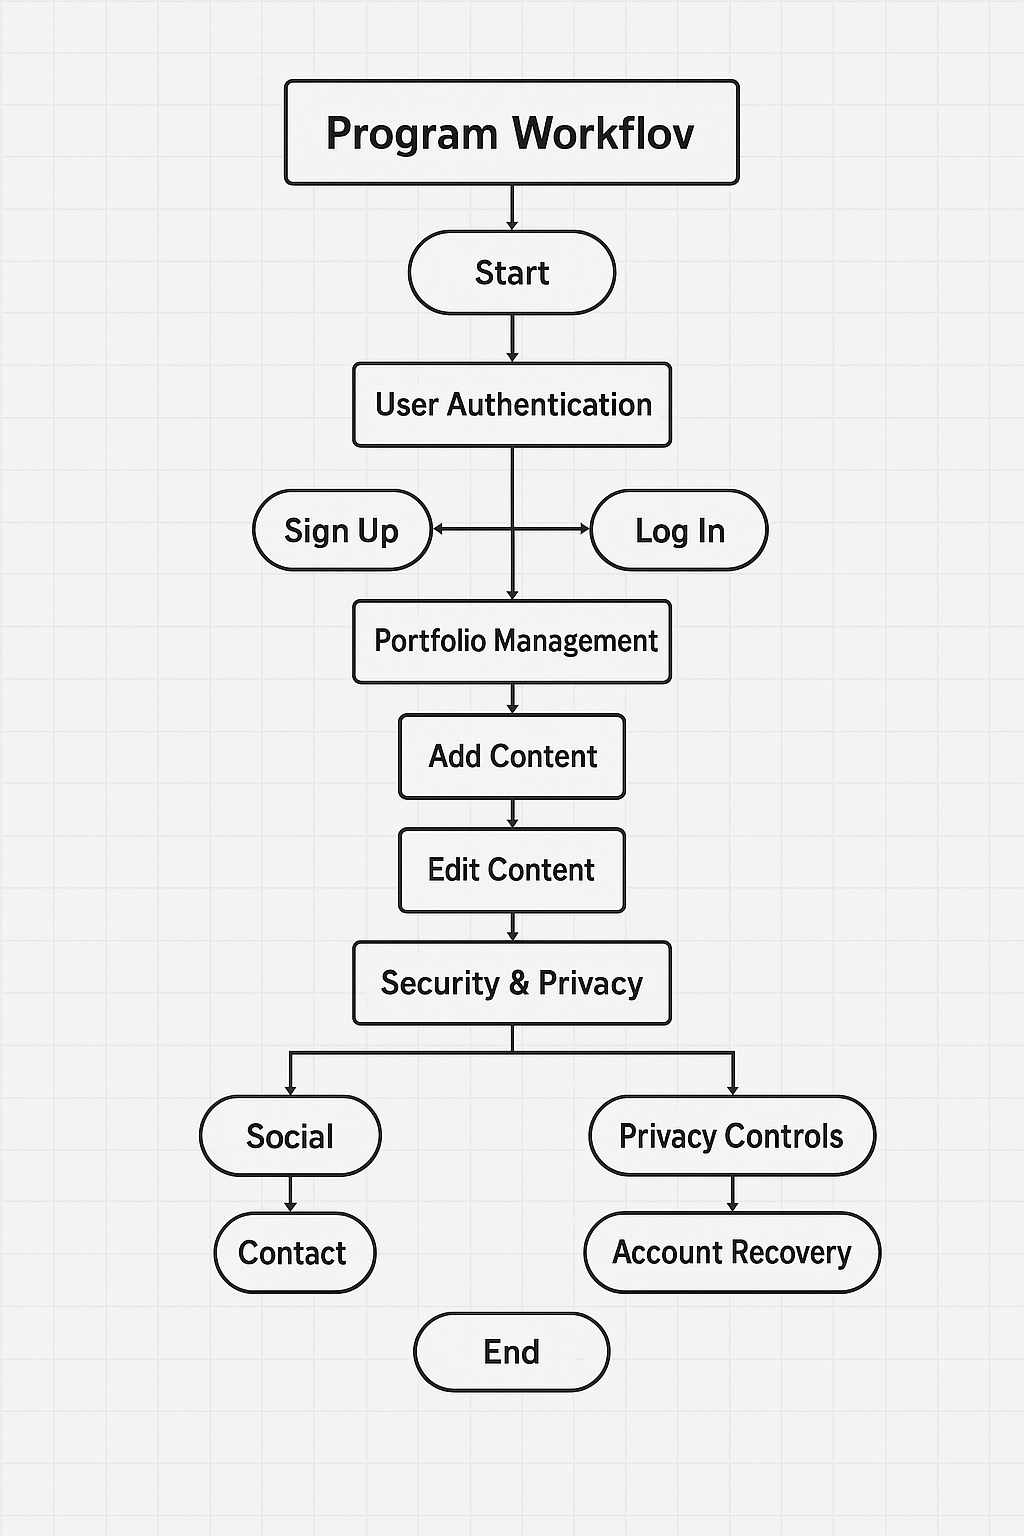 Program Workflov
Start
User Authentication
Sign Up
Log In
Portfolio Management
Add Content
Edit Content
Security & Privacy
Social
Privacy Controls
Contact
Account Recovery
End